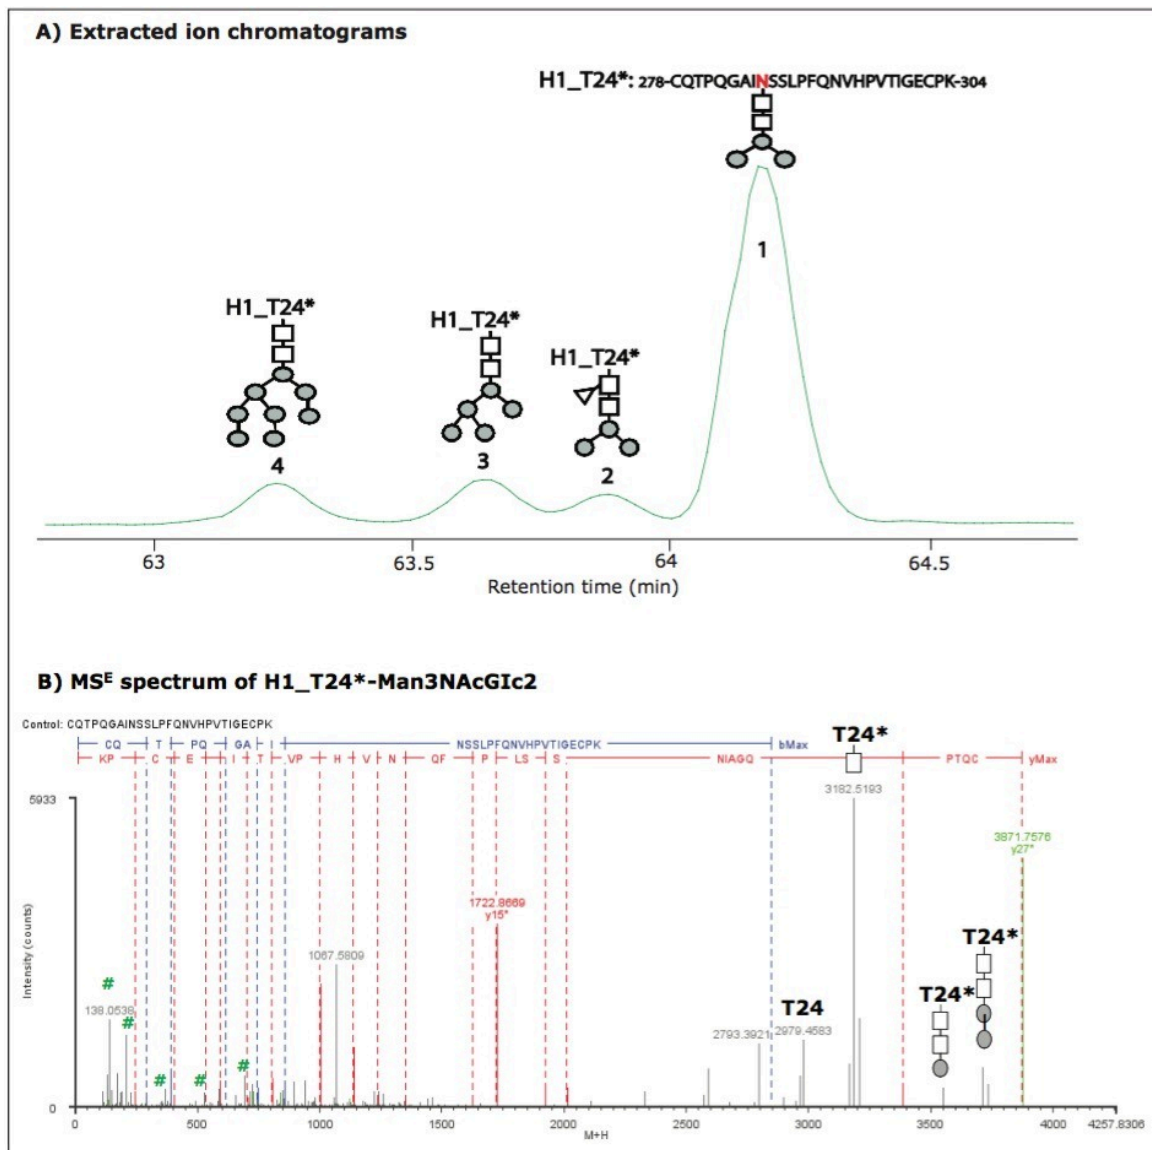 A) Extracted ion chromatograms
H1_T24*: 278-CQTPQGAINSSLPFQNVHPVTIGECPK-304
1
H1_T24*
4
H1_T24*
3
H1_T24*
2
63
63.5
64
64.5
Retention time (min)
B) MSE spectrum of H1_T24*-Man3NAcGlc2
Control: CQTPQGAINSSLPFQNVHPVTIGECPK
CQ T PQ GA I NSSLPFQNVHPVTIGECPK bMax
KP C E I T VP H V N QF P LS S NIAGQ PTQC yMax
T24*
3182.5193
5933
3871.7576
y27"
1722.8669
y15"
T24*
1067.5809
T24*
#
138.0538
#
T24
2793.3921
2979.4583
#
#
#
Intensity (counts)
0
0
500
1000
1500
2000
2500
3000
3500
4000
4257.8306
M+H